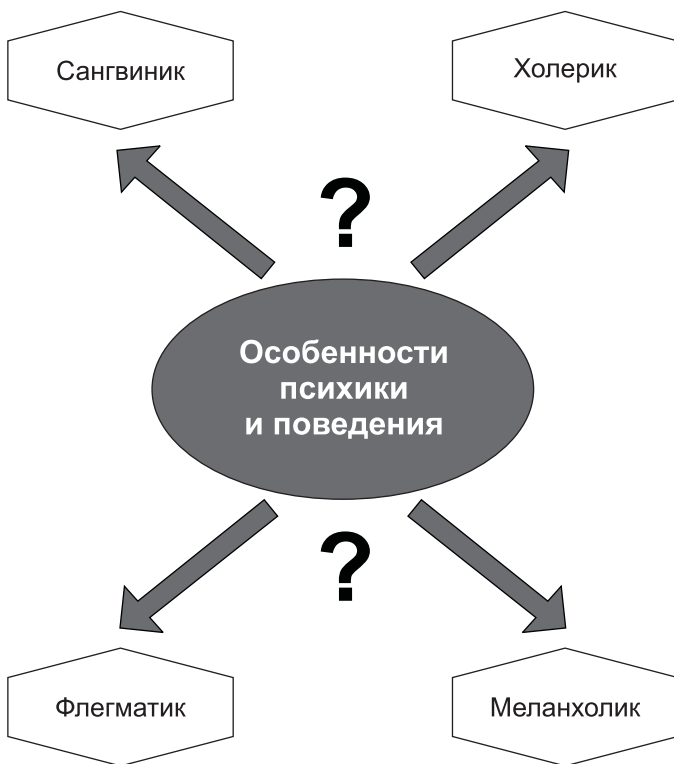 Сангвиник
Холерик
?
Особенности
психики
и поведения
?
Флегматик
Меланхолик